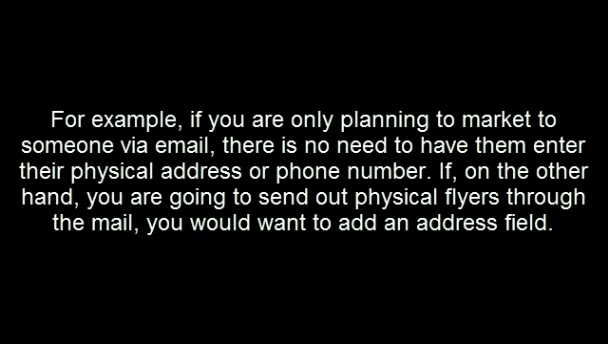 For example, if you are only planning to market to
someone via email, there is no need to have them enter
their physical address or phone number. If, on the other
hand, you are going to send out physical flyers through
the mail, you would want to add an address field.